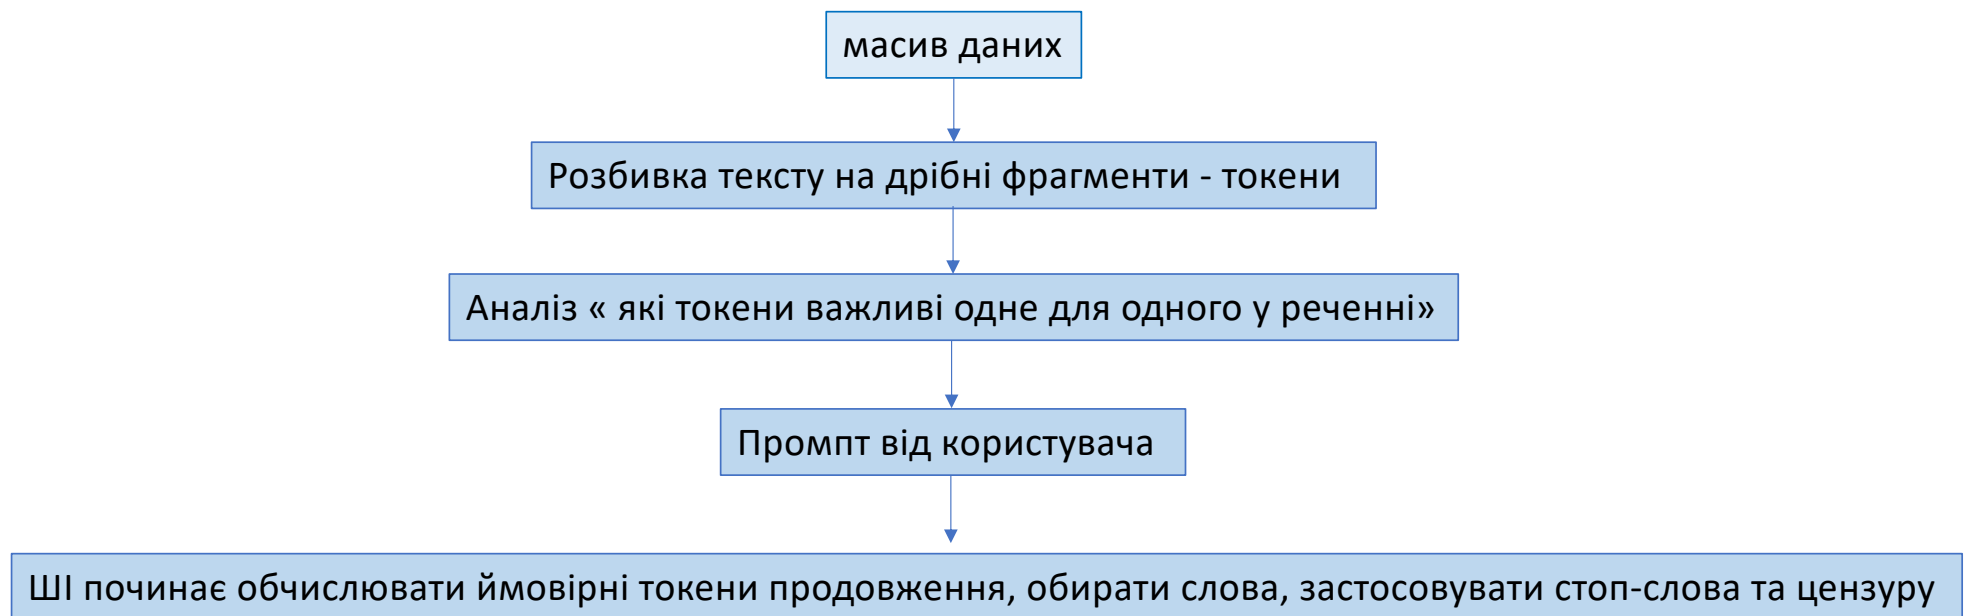 масив даних
Розбивка тексту на дрібні фрагменти - токени
Аналіз « які токени важливі одне для одного у реченні»
Промпт від користувача
ШІ починає обчислювати ймовірні токени продовження, обирати слова, застосовувати стоп-слова та цензуру